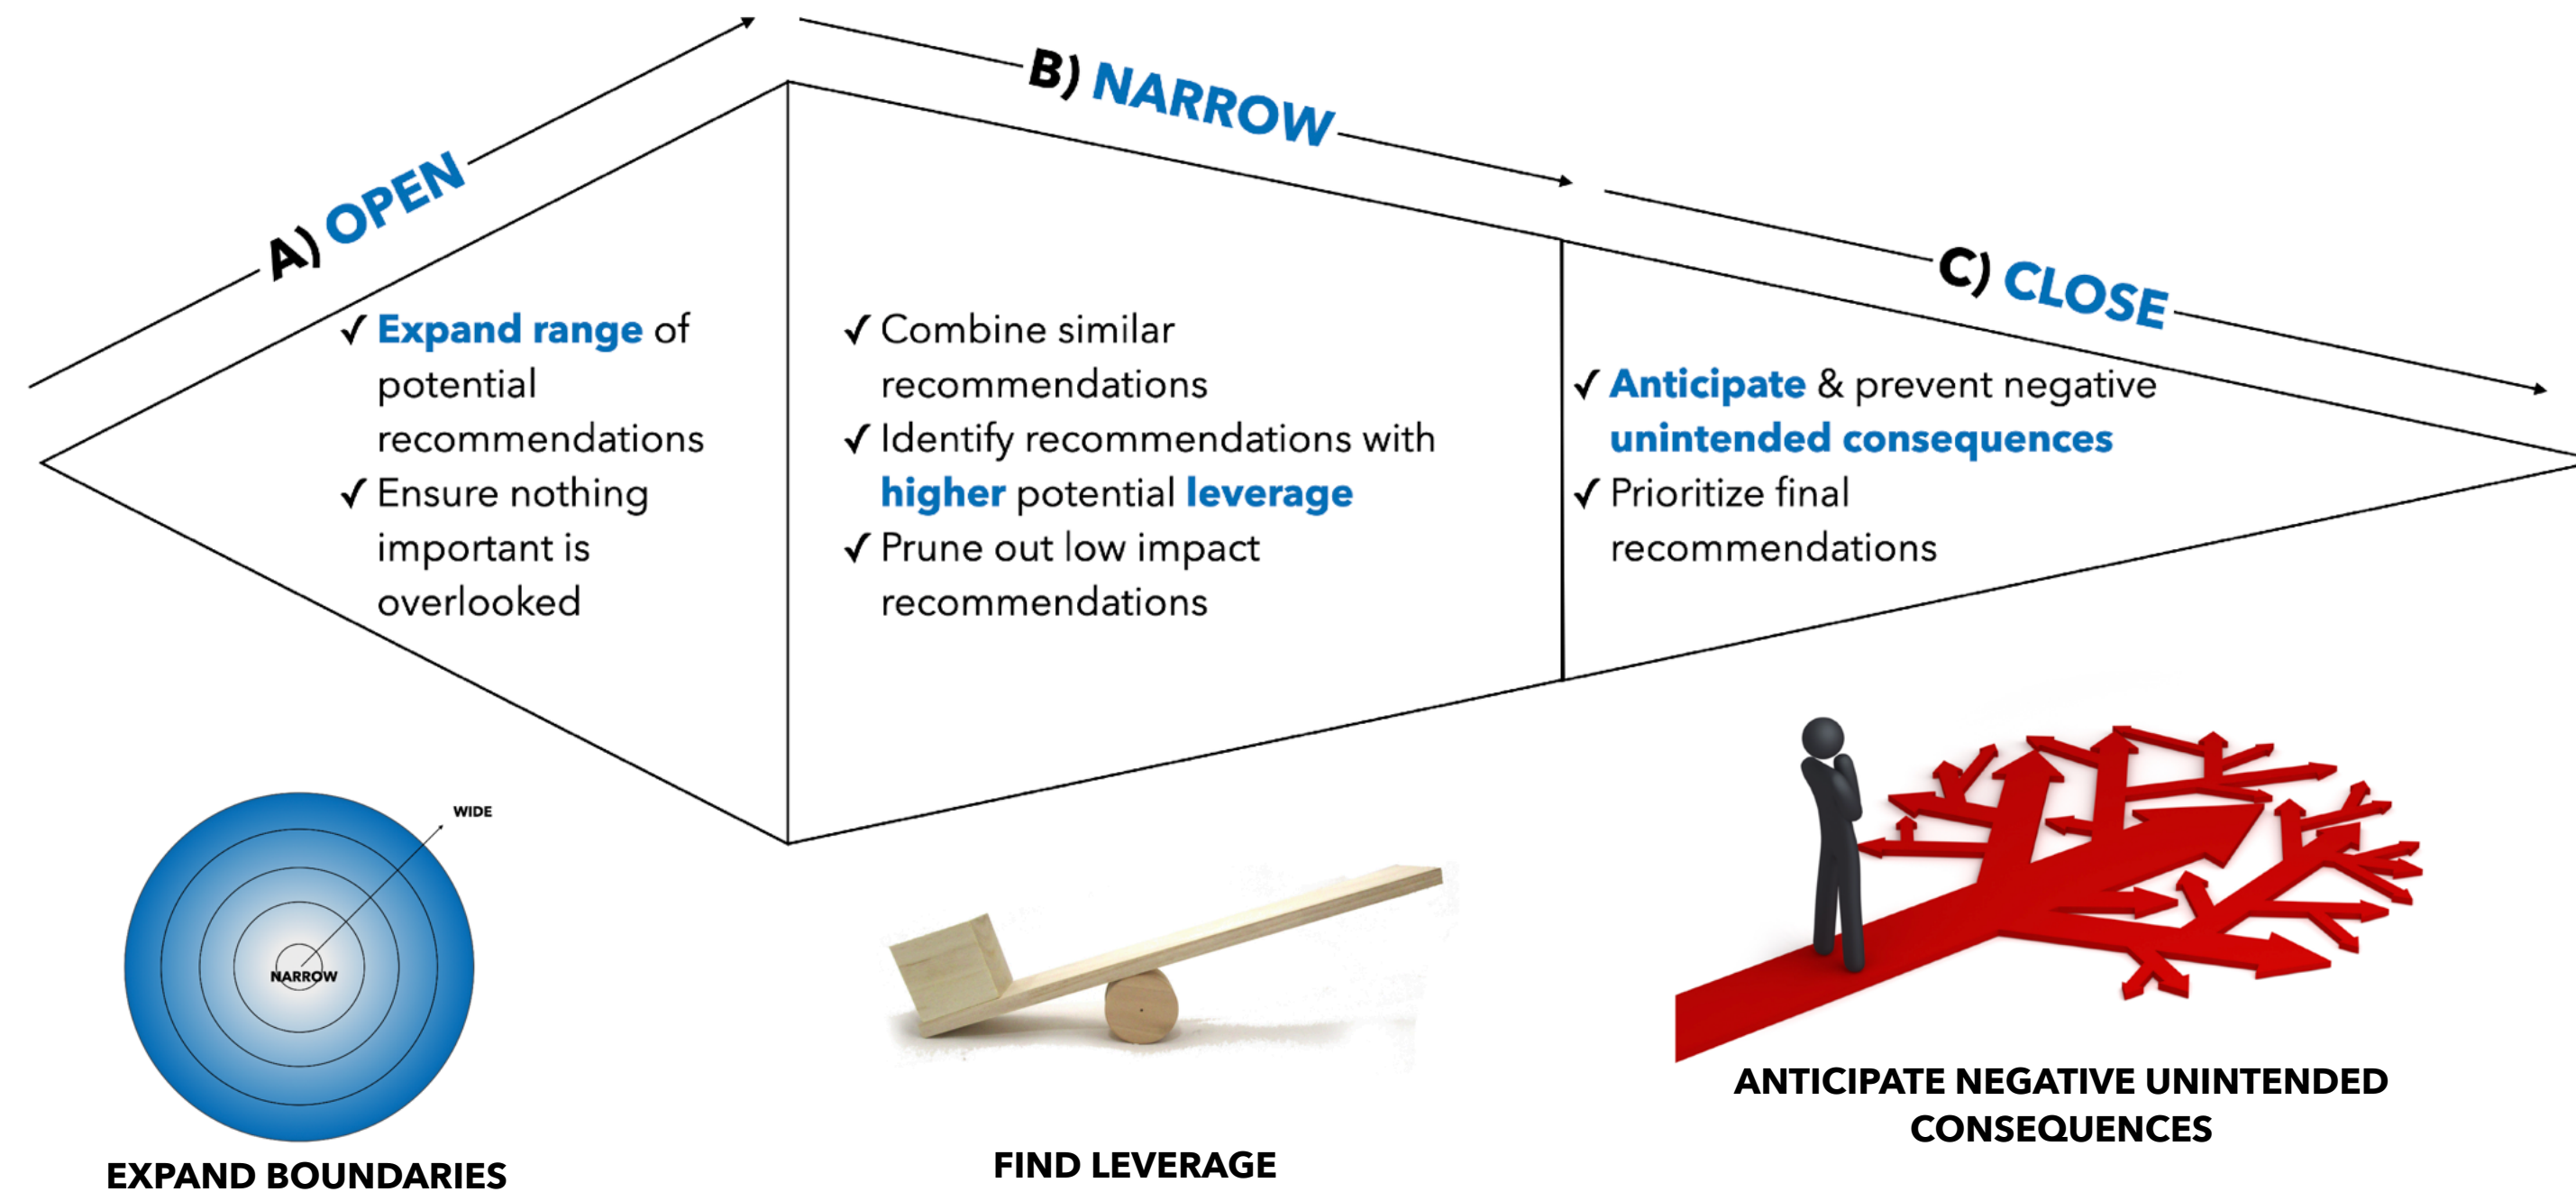 A) OPEN
B) NARROW
C) CLOSE
✓ Expand range of
potential
recommendations
✓ Ensure nothing
important is
overlooked
✓ Combine similar
recommendations
✓ Identify recommendations with
higher potential leverage
✓ Prune out low impact
recommendations
✓ Anticipate & prevent negative
unintended consequences
✓ Prioritize final
recommendations
WIDE
NARROW
EXPAND BOUNDARIES
FIND LEVERAGE
ANTICIPATE NEGATIVE UNINTENDED
CONSEQUENCES